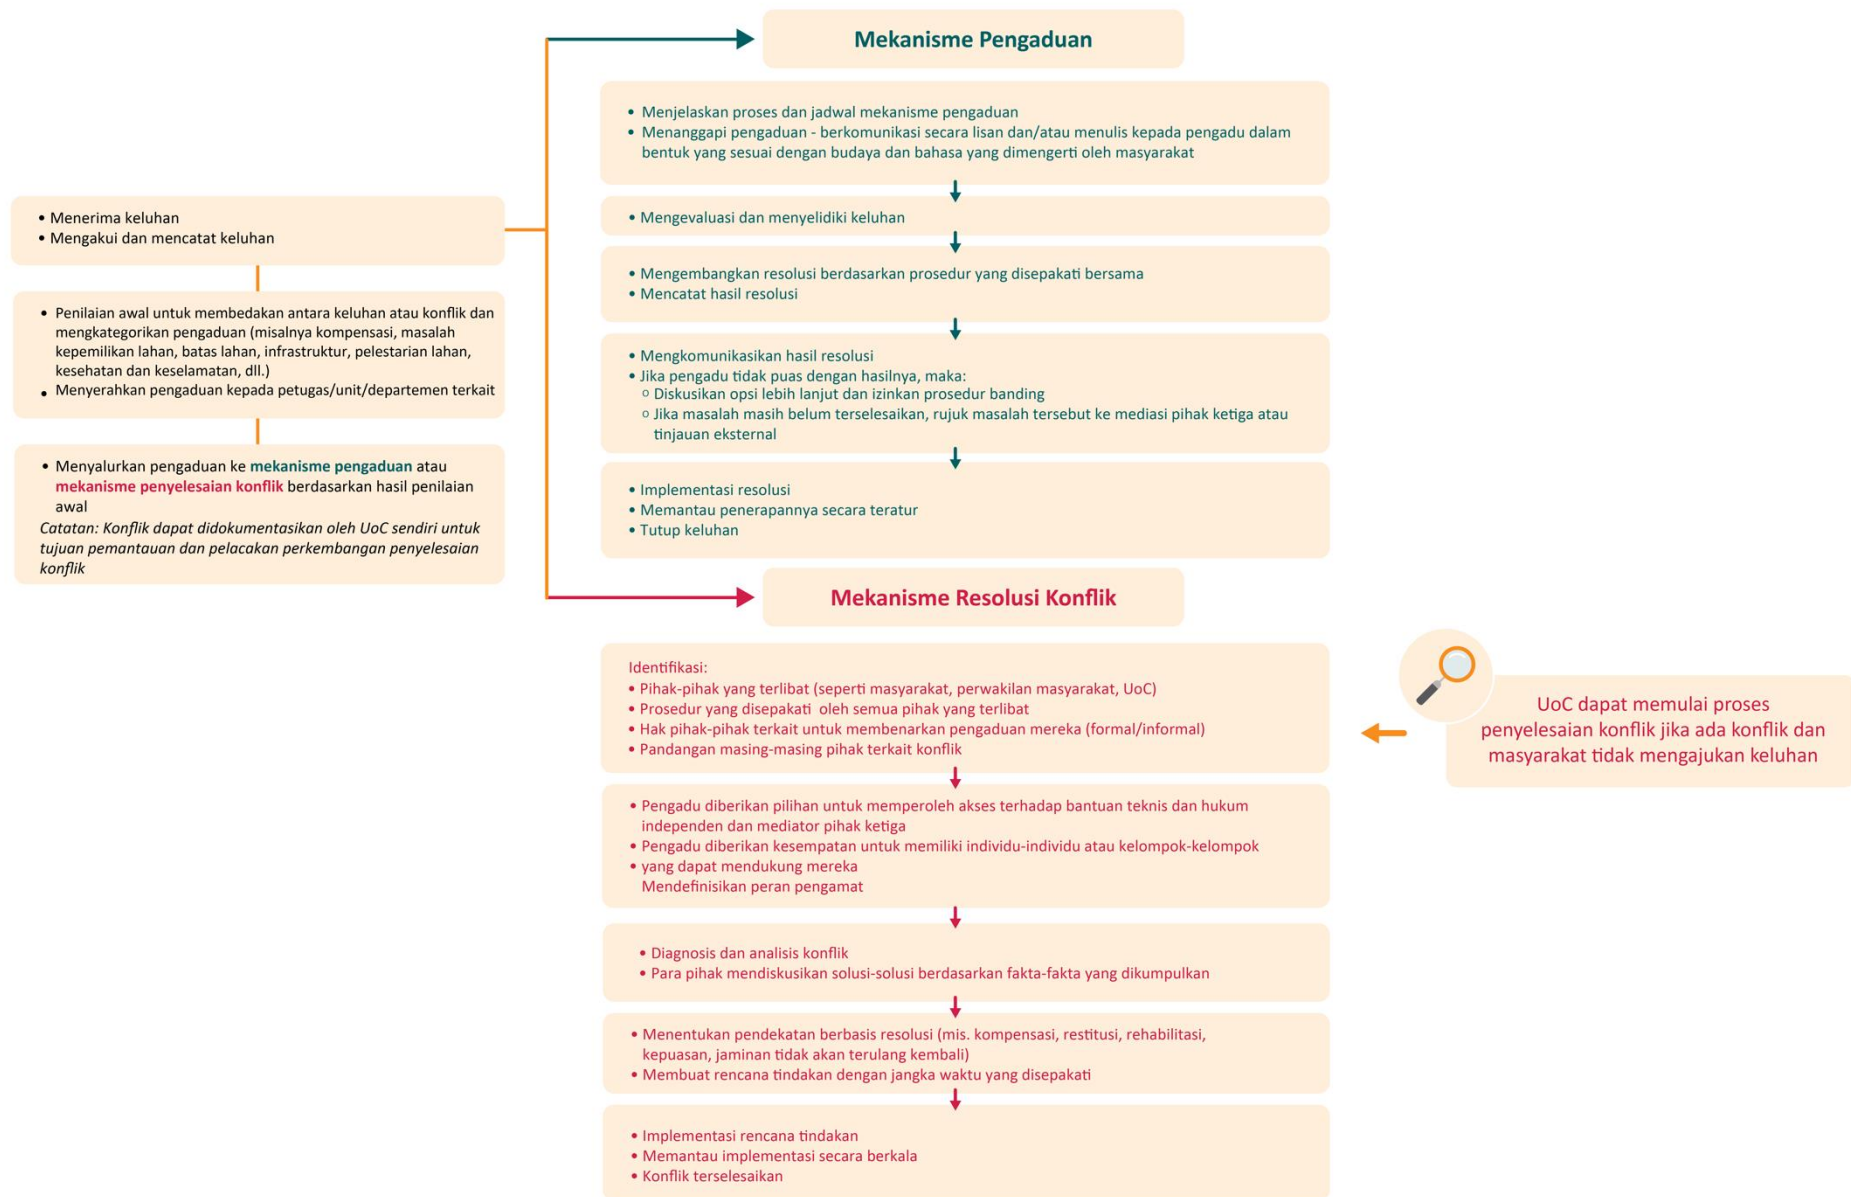 • Menerima keluhan
• Mengakui dan mencatat keluhan
• Penilaian awal untuk membedakan antara keluhan atau konflik dan
mengkategorikan pengaduan (misalnya kompensasi, masalah
kepemilikan lahan, batas lahan, infrastruktur, pelestarian lahan,
kesehatan dan keselamatan, dll.)
• Menyerahkan pengaduan kepada petugas/unit/departemen terkait
• Menyalurkan pengaduan ke mekanisme pengaduan atau
mekanisme penyelesaian konflik berdasarkan hasil penilaian
awal
Catatan: Konflik dapat didokumentasikan oleh UoC sendiri untuk
tujuan pemantauan dan pelacakan perkembangan penyelesaian
konflik
Mekanisme Pengaduan
• Menjelaskan proses dan jadwal mekanisme pengaduan
• Menanggapi pengaduan - berkomunikasi secara lisan dan/atau menulis kepada pengadu dalam
bentuk yang sesuai dengan budaya dan bahasa yang dimengerti oleh masyarakat
• Mengevaluasi dan menyelidiki keluhan
• Mengembangkan resolusi berdasarkan prosedur yang disepakati bersama
• Mencatat hasil resolusi
• Mengkomunikasikan hasil resolusi
• Jika pengadu tidak puas dengan hasilnya, maka:
o Diskusikan opsi lebih lanjut dan izinkan prosedur banding
o Jika masalah masih belum terselesaikan, rujuk masalah tersebut ke mediasi pihak ketiga atau
tinjauan eksternal
• Implementasi resolusi
• Memantau penerapannya secara teratur
• Tutup keluhan
Mekanisme Resolusi Konflik
Identifikasi:
• Pihak-pihak yang terlibat (seperti masyarakat, perwakilan masyarakat, UoC)
• Prosedur yang disepakati oleh semua pihak yang terlibat
• Hak pihak-pihak terkait untuk membenarkan pengaduan mereka (formal/informal)
• Pandangan masing-masing pihak terkait konflik
UoC dapat memulai proses
penyelesaian konflik jika ada konflik dan
masyarakat tidak mengajukan keluhan
• Pengadu diberikan pilihan untuk memperoleh akses terhadap bantuan teknis dan hukum
independen dan mediator pihak ketiga
• Pengadu diberikan kesempatan untuk memiliki individu-individu atau kelompok-kelompok
• yang dapat mendukung mereka
Mendefinisikan peran pengamat
• Diagnosis dan analisis konflik
• Para pihak mendiskusikan solusi-solusi berdasarkan fakta-fakta yang dikumpulkan
• Menentukan pendekatan berbasis resolusi (mis. kompensasi, restitusi, rehabilitasi,
kepuasan, jaminan tidak akan terulang kembali)
• Membuat rencana tindakan dengan jangka waktu yang disepakati
• Implementasi rencana tindakan
• Memantau implementasi secara berkala
• Konflik terselesaikan